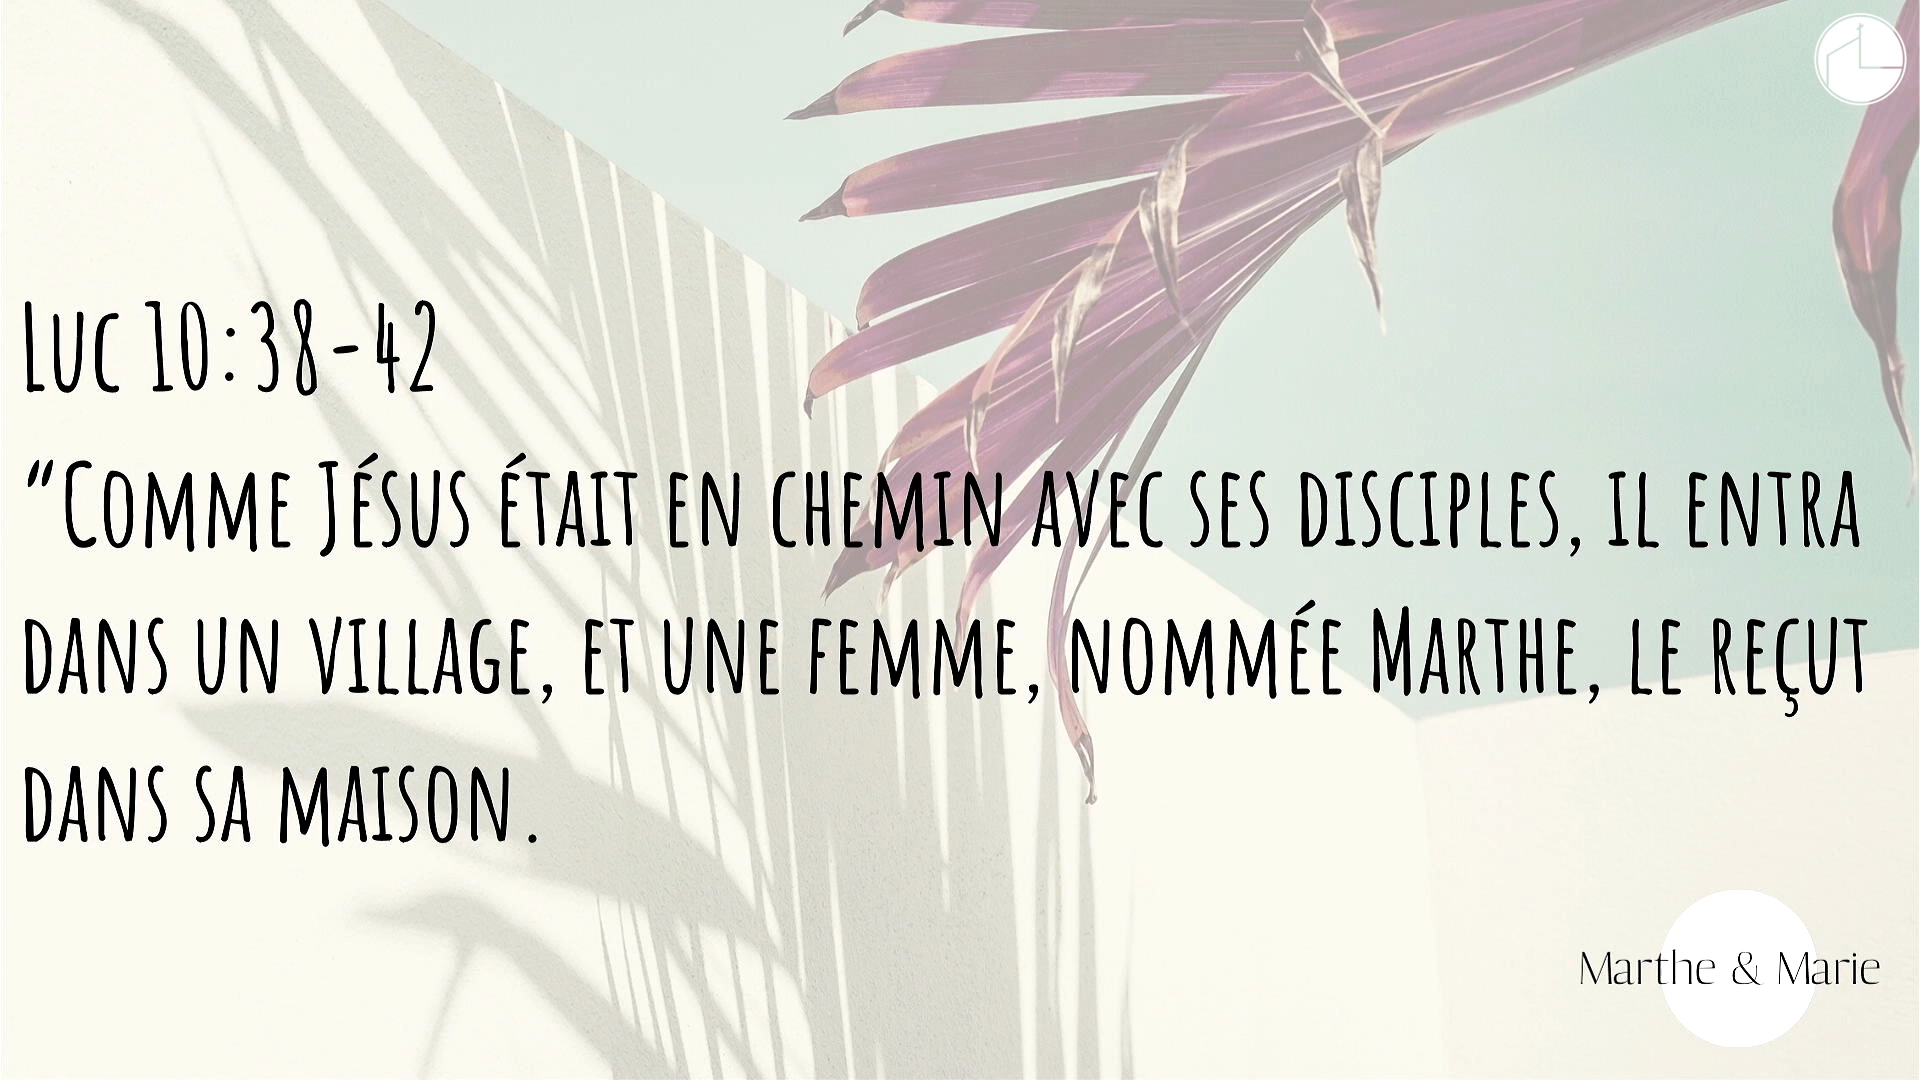 Luc 10:38-42
“Comme Jésus était en chemin avec ses disciples, il entra
dans un village, et une femme, nommée Marthe, le reçut
dans sa maison.
Marthe & Marie